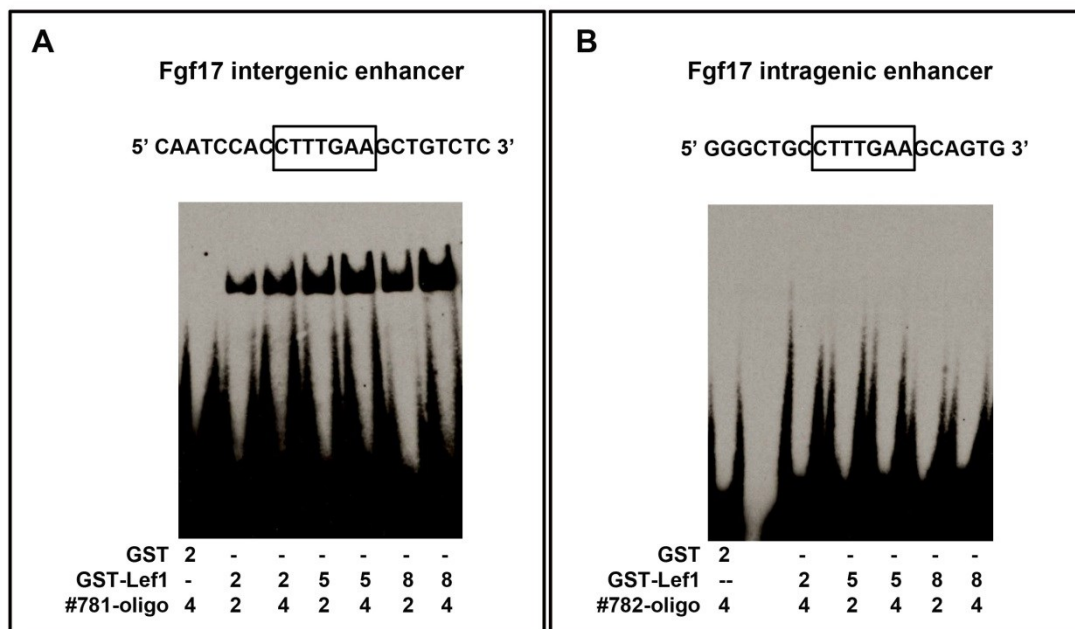 A
Fgf17 intergenic enhancer
5' CAATCCACCTTTGAAGCTGTCTC 3'
GST 2 - - - - - -
GST-Lef1 - 2 2 5 5 8 8
#781-oligo 4 2 4 2 4 2 4
B
Fgf17 intragenic enhancer
5' GGGCTGCCTTTGAAGCAGTG 3'
GST 2 - - - - -
GST-Lef1 -- 2 5 5 8 8
#782-oligo 4 4 2 4 2 4